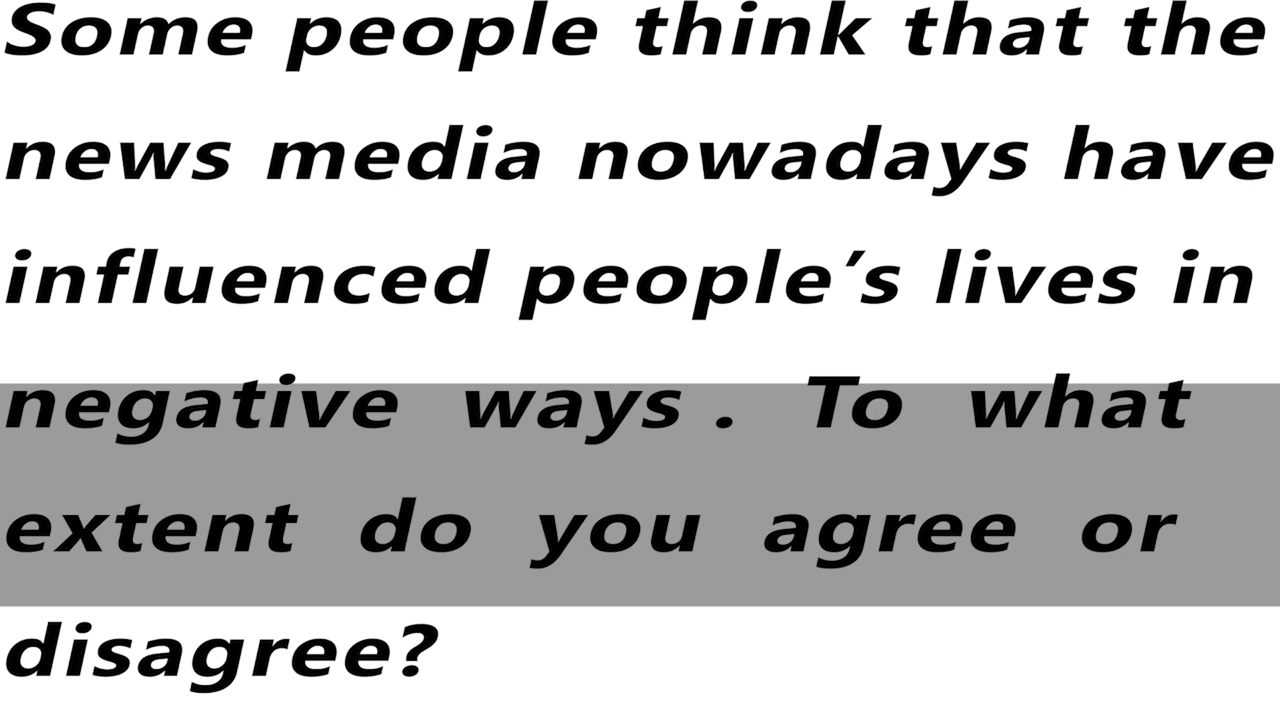 Some people think that the
news media nowadays have
influenced people’s lives in
negative ways . To what
extent do you agree or
disagree?